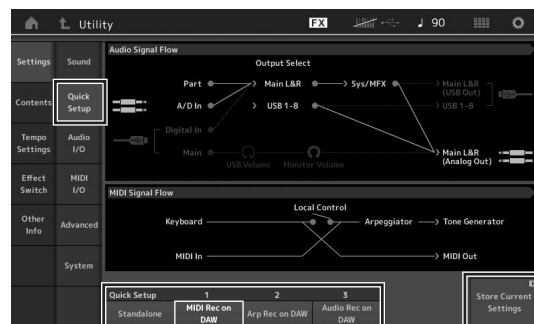 Utility
FX
90
Settings
Sound
Contents
Quick Setup
Tempo Settings
Audio I/O
Effect Switch
MIDI I/O
Other Info
Advanced
System
Audio Signal Flow
Output Select
Part
Main L&R
Sys/MFX
Main L&R (USB Out)
A/D In
USB 1-8
USB 1-8
Digital In
Main
USB Volume
Monitor Volume
Main L&R (Analog Out)
MIDI Signal Flow
Local Control
Keyboard
Arpeggiator
Tone Generator
MIDI In
MIDI Out
Quick Setup
1
2
3
Standalone
MIDI Rec on DAW
Arp Rec on DAW
Audio Rec on DAW
Store Current Settings